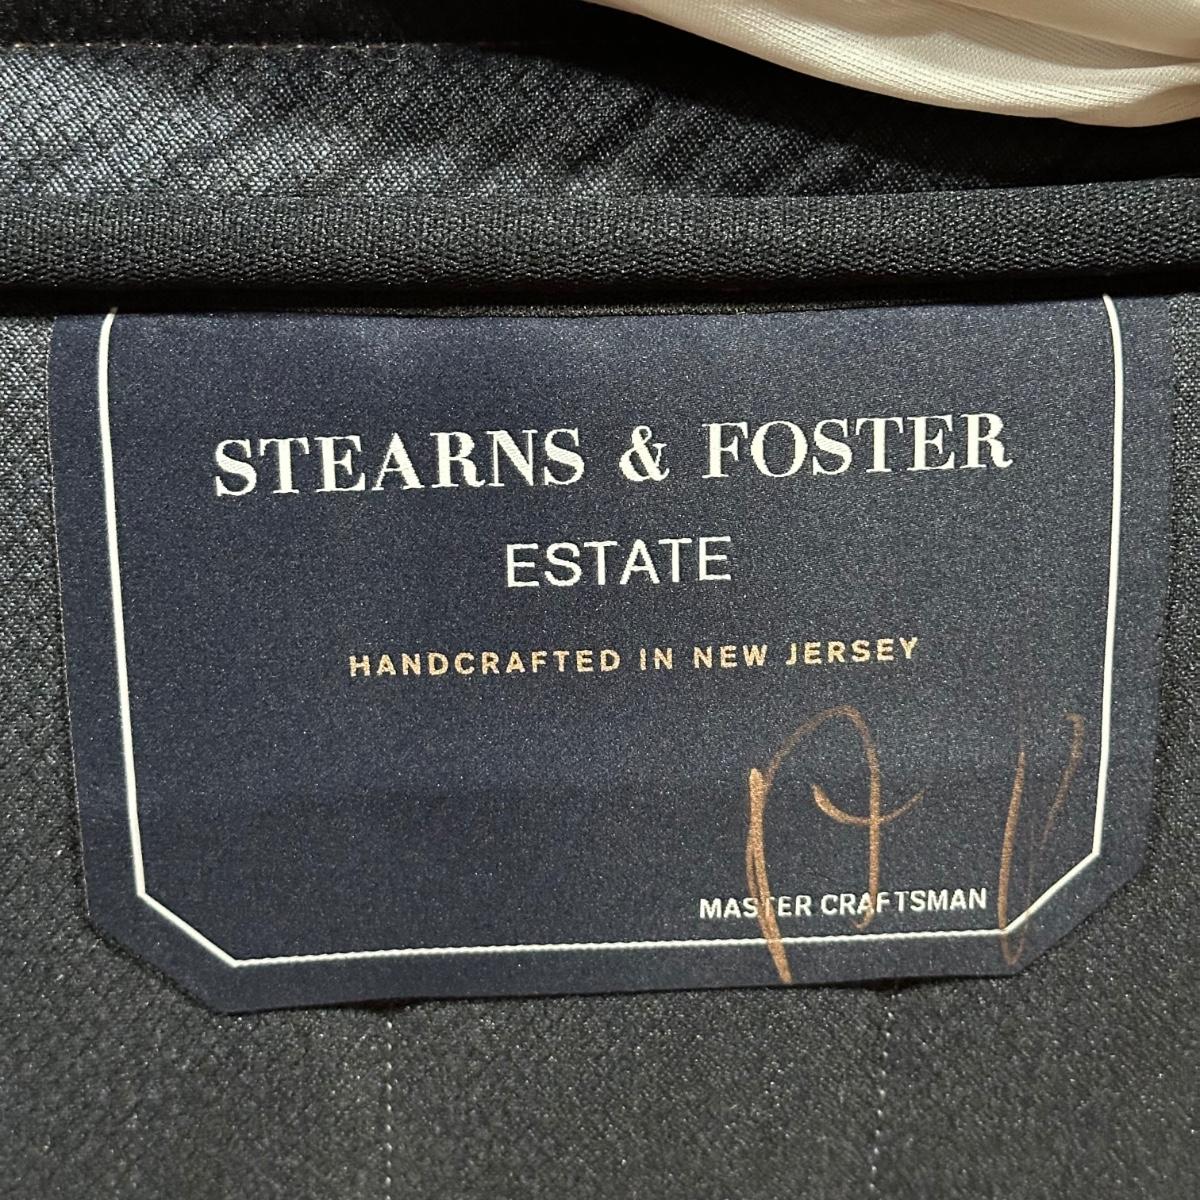 STEARNS & FOSTER
ESTATE
HANDCRAFTED IN NEW JERSEY
MASTER CRAFTSMAN